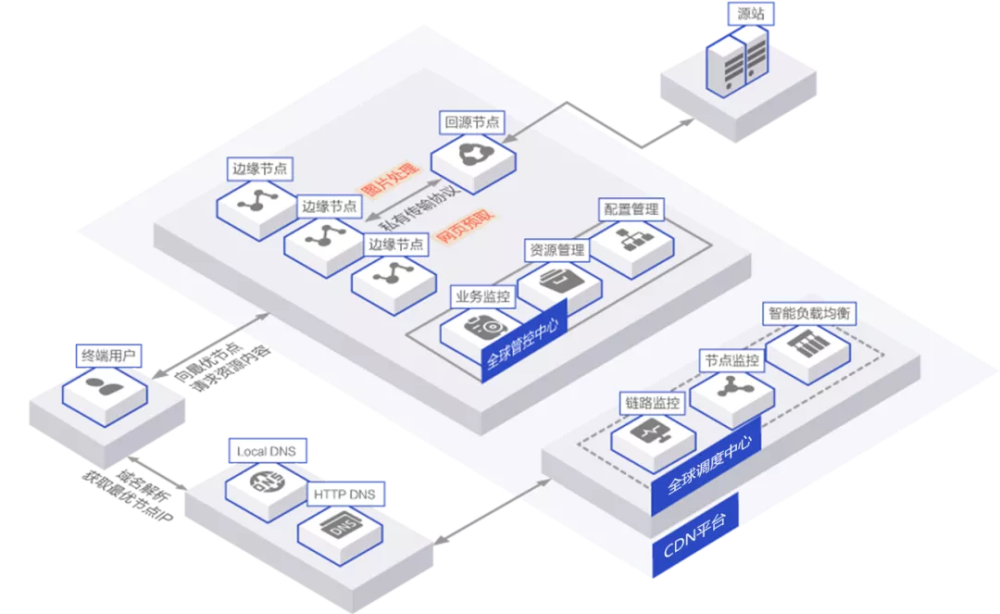 源站
回源节点
边缘节点
图片处理
私有传输协议
网页预取
边缘节点
边缘节点
配置管理
资源管理
业务监控
全球管控中心
智能负载均衡
节点监控
链路监控
全球调度中心
CDN平台
终端用户
向最优节点
请求资源内容
Local DNS
DNS
HTTP DNS
DNS
域名解析
获取最优节点IP